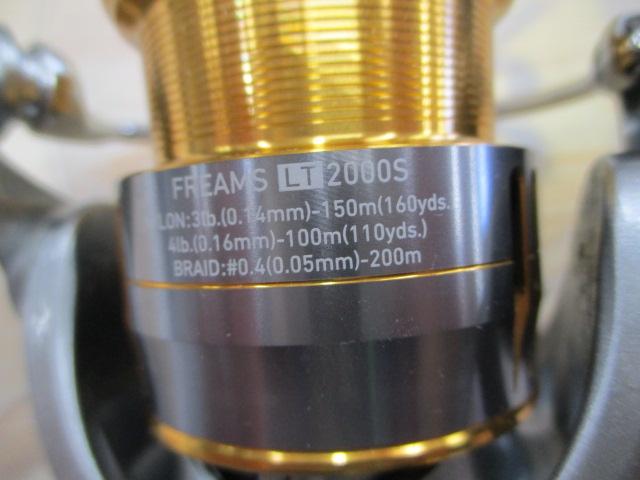 FREAMS LT 2000S
LON:3lb.(0.14mm)-150m(160yds.
4lb.(0.16mm)-100m(110yds.)
BRAID:#0.4(0.05mm)-200m